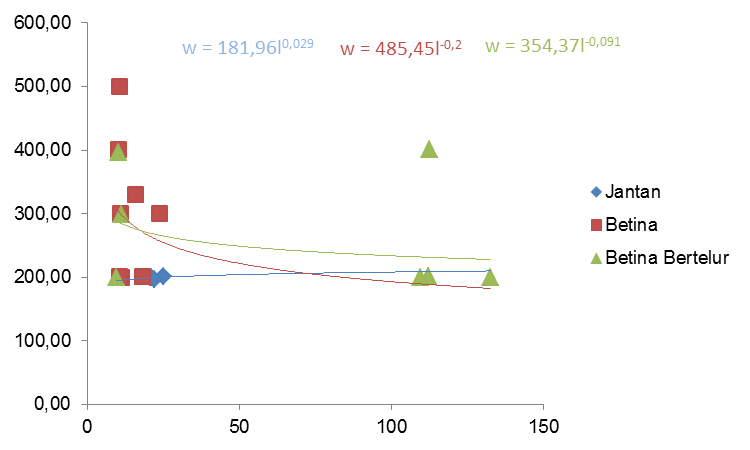 600,00
w = 181,96l^0,029 w = 485,45l^-0,2 w = 354,37l^-0,091
500,00
400,00
300,00
200,00
100,00
0,00
0 50 100 150
Jantan
Betina
Betina Bertelur